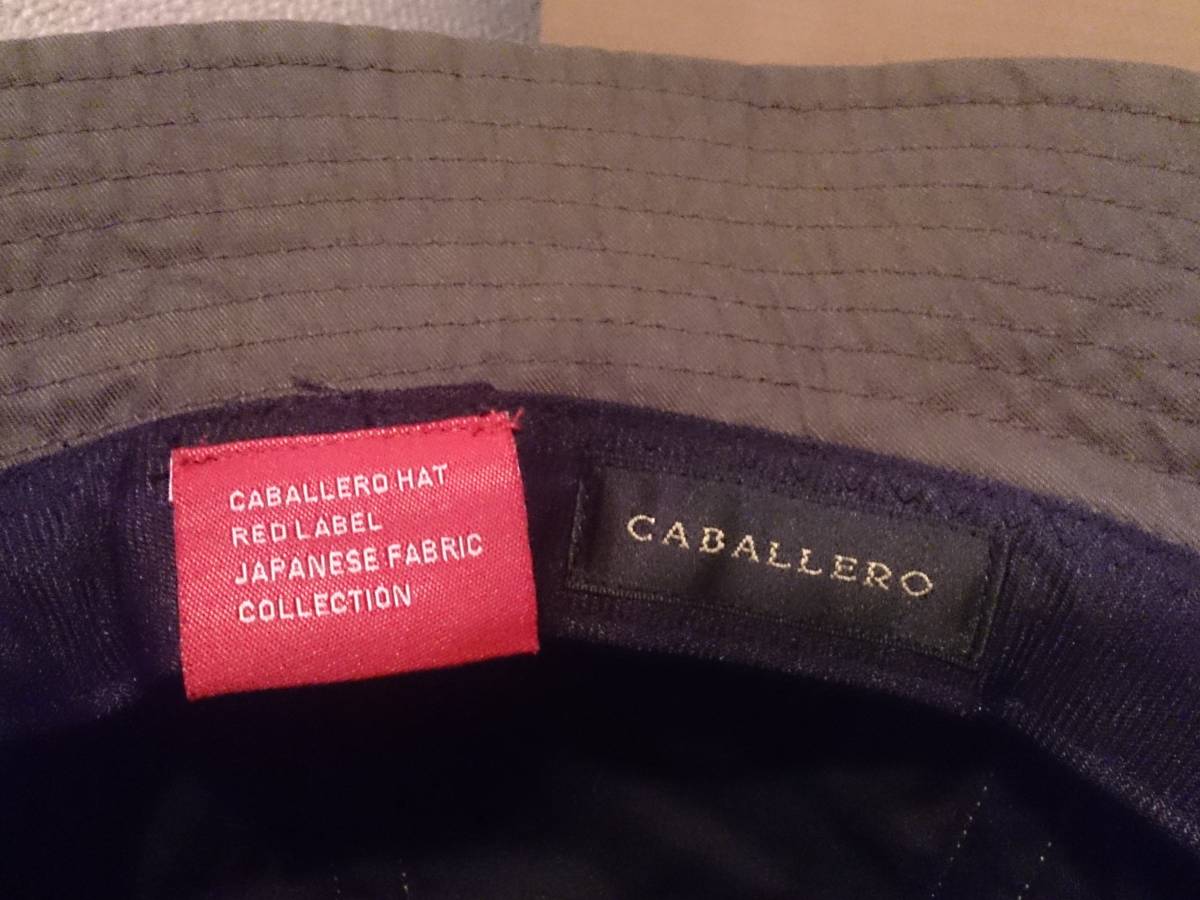 CABALLERO HAT
RED LABEL
JAPANESE FABRIC
COLLECTION
CABALLERO